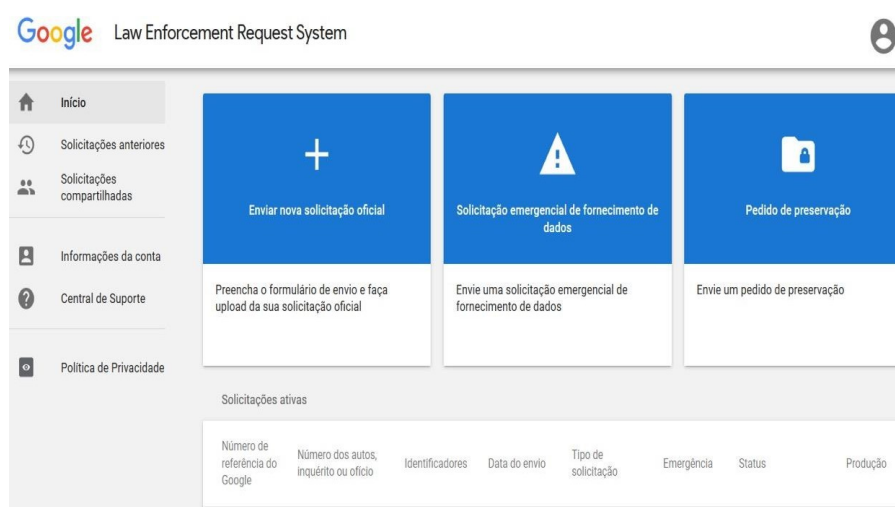 Google Law Enforcement Request System
Início
Solicitações anteriores
Solicitações
compartilhadas
Informações da conta
Central de Suporte
Política de Privacidade
Enviar nova solicitação oficial
Preencha o formulário de envio e faça
upload da sua solicitação oficial
Solicitação emergencial de fornecimento de
dados
Envie uma solicitação emergencial de
fornecimento de dados
Pedido de preservação
Envie um pedido de preservação
Solicitações ativas
Número de
referência do
Google
Número dos autos,
inquérito ou ofício
Identificadores
Data do envio
Tipo de
solicitação
Emergência
Status
Produção